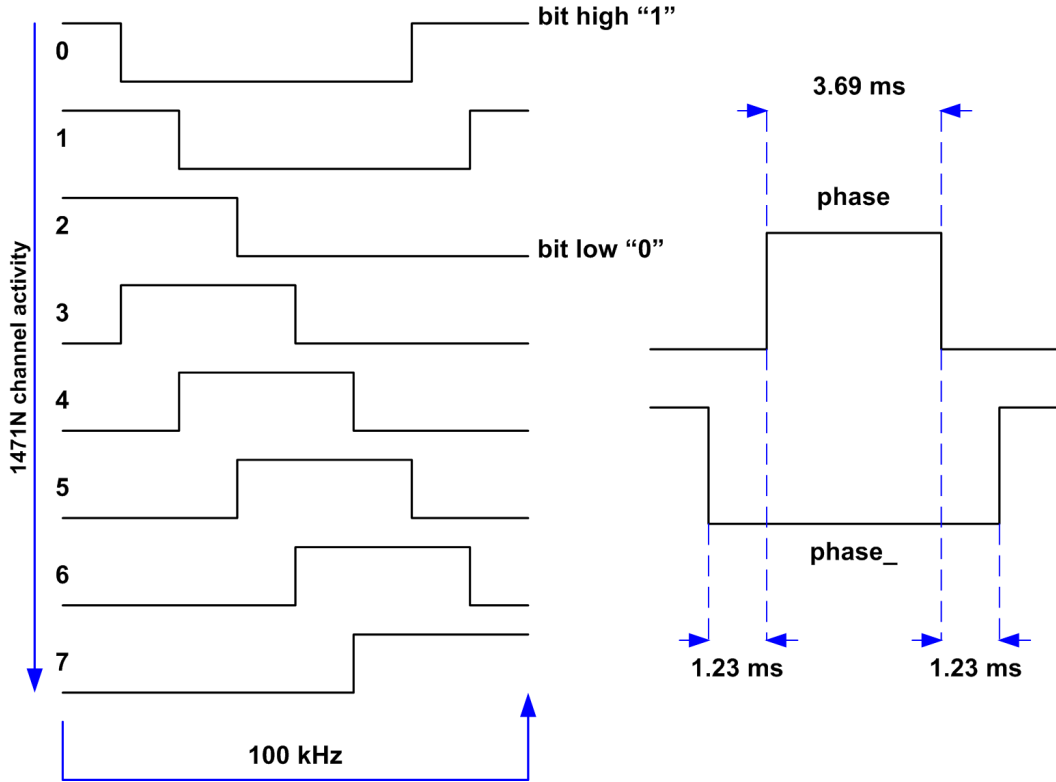 bit high “1”
0
3.69 ms
1
phase
2
bit low “0”
1471N channel activity
3
4
5
phase_
6
7
1.23 ms
1.23 ms
100 kHz